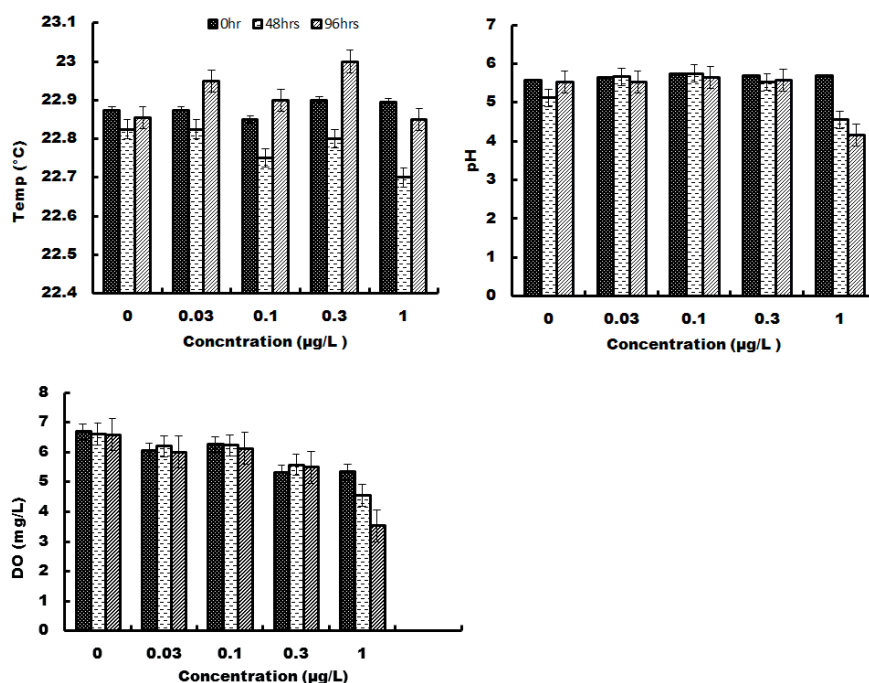 23.1
23
22.9
22.8
22.7
22.6
22.5
22.4
Temp (°C)
0hr 48hrs 96hrs
0 0.03 0.1 0.3 1
Concntration (µg/L )
7
6
5
4
3
2
1
0
pH
0 0.03 0.1 0.3 1
Concentration (µg/L)
8
7
6
5
4
3
2
1
0
DO (mg/L)
0 0.03 0.1 0.3 1
Concentration (µg/L)